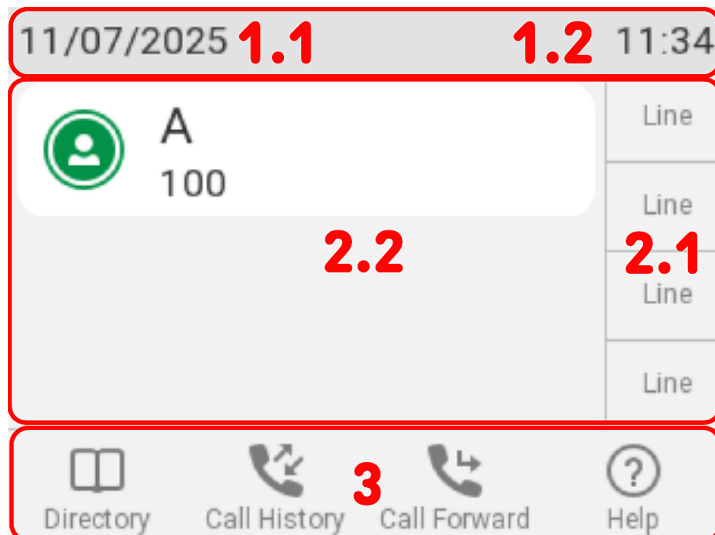 11/07/2025 1.1 1.2 11:34
A
100
Line
Line
2.2 2.1
Line
Line
3
Directory Call History Call Forward ? Help